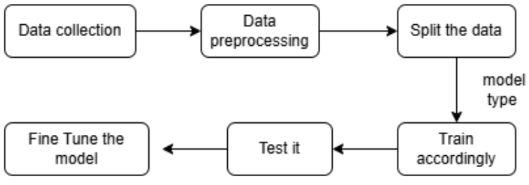 Data collection
Data
preprocessing
Split the data
model
type
Train
accordingly
Test it
Fine Tune the
model